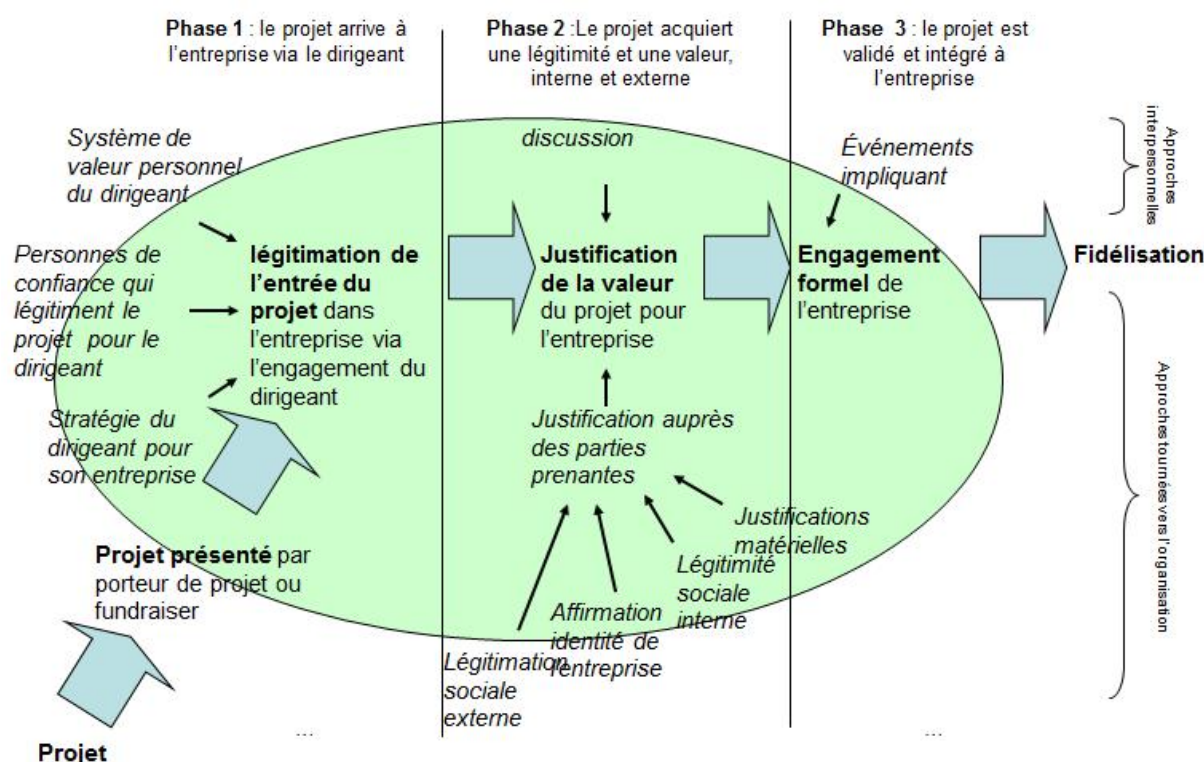 Phase 1 : le projet arrive à
l'entreprise via le dirigeant
Phase 2 :Le projet acquiert
une légitimité et une valeur,
interne et externe
Phase 3 : le projet est
validé et intégré à
l'entreprise
Système de
valeur personnel
du dirigeant
Personnes de
confiance qui
légitiment le
projet pour le
dirigeant
Stratégie du
dirigeant pour
son entreprise
légitimation de
l'entrée du
projet dans
l'entreprise via
l'engagement du
dirigeant
Projet présenté par
porteur de projet ou
fundraiser
Projet
...
discussion
Justification
de la valeur
du projet pour
l'entreprise
Justification auprès
des parties
prenantes
Justifications
matérielles
Légitimité
sociale
interne
Affirmation
identité de
l'entreprise
Légitimation
sociale
externe
Événements
impliquant
Engagement
formel de
l'entreprise
...
Fidélisation
Approches
interpersonnelles
Approches tournées vers l'organisation